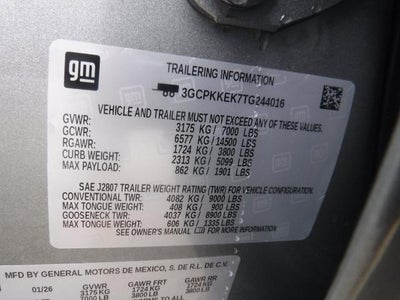 gm
TRAILERING INFORMATION
3GCPKKEK7TG244016
VEHICLE AND TRAILER MUST NOT EXCEED ANY OF THESE VALUES:
GVWR: 3175 KG / 7000 LBS
GCWR: 6577 KG / 14500 LBS
RGAWR: 1724 KG / 3800 LBS
CURB WEIGHT: 2313 KG / 5099 LBS
MAX PAYLOAD: 862 KG / 1901 LBS
SAE J2807 TRAILER WEIGHT RATING (TWR) FOR VEHICLE CONFIGURATION.
CONVENTIONAL TWR: 4082 KG / 9000 LBS
MAX TONGUE WEIGHT: 408 KG / 900 LBS
GOOSENECK TWR: 4037 KG / 8900 LBS
MAX TONGUE WEIGHT: 606 KG / 1335 LBS
SEE OWNER'S MANUAL
MFD BY GENERAL MOTORS DE MEXICO, S. DE R.L. DE C.V.
01/26 GVWR GAWR FRT GAWR RR
3175 KG 1724 KG 1724 KG
7000 LB 3800 LB 3800 LB